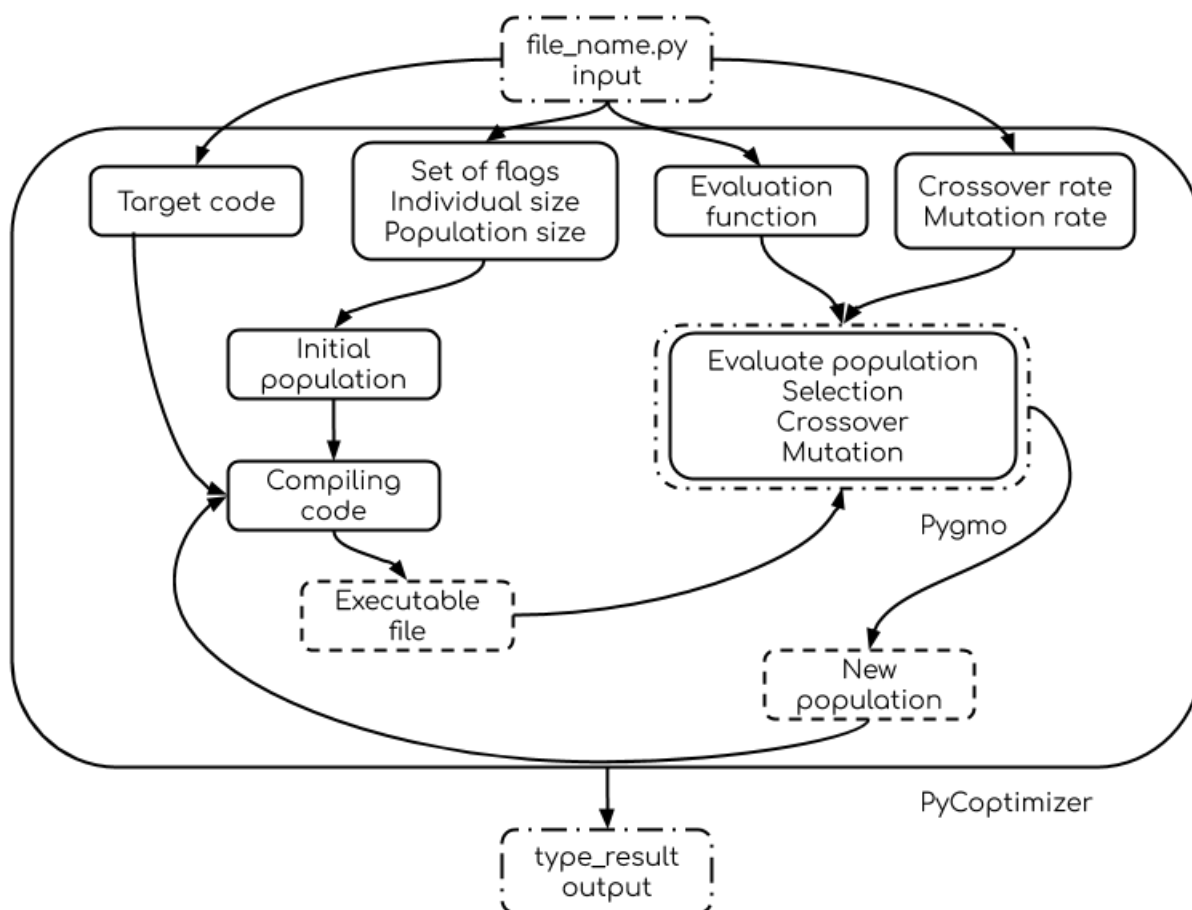 file_name.py
input
Target code
Set of flags
Individual size
Population size
Evaluation
function
Crossover rate
Mutation rate
Initial
population
Evaluate population
Selection
Crossover
Mutation
Compiling
code
Pygmo
Executable
file
New
population
PyCoptimizer
type_result
output